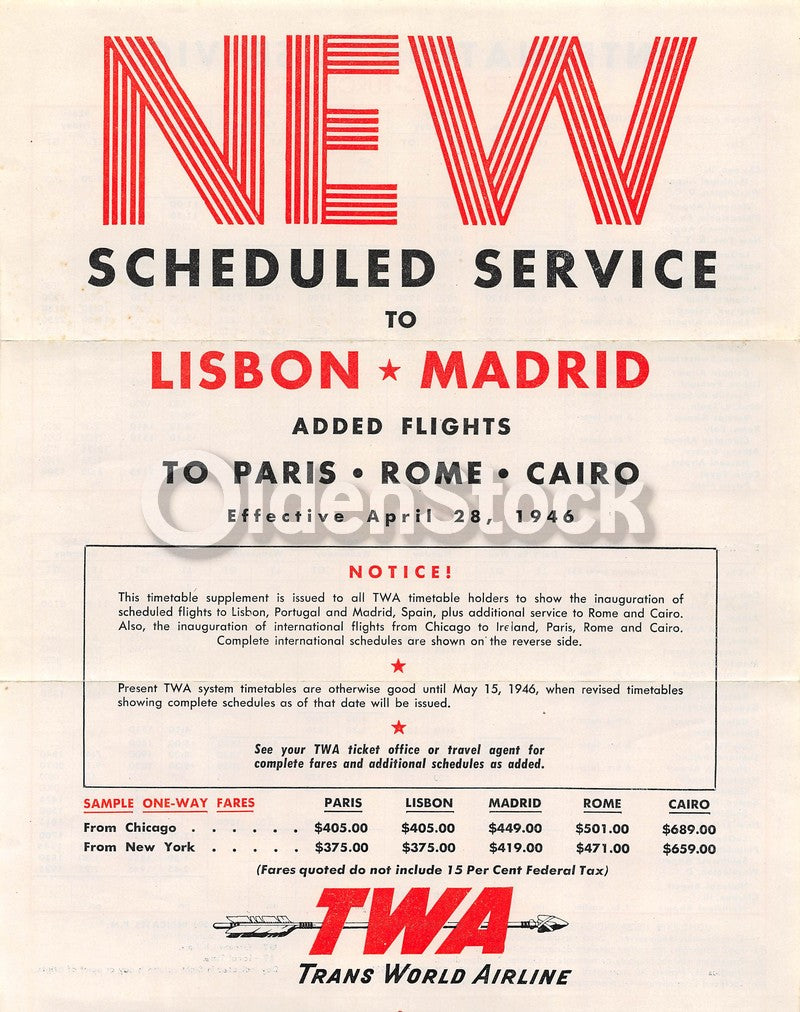 NEW
SCHEDULED SERVICE
TO
LISBON ★ MADRID
ADDED FLIGHTS
TO PARIS • ROME • CAIRO
OldenStock
Effective April 28, 1946
NOTICE!
This timetable supplement is issued to all TWA timetable holders to show the inauguration of
scheduled flights to Lisbon, Portugal and Madrid, Spain, plus additional service to Rome and Cairo.
Also, the inauguration of international flights from Chicago to Ireland, Paris, Rome and Cairo.
Complete international schedules are shown on the reverse side.
★
Present TWA system timetables are otherwise good until May 15, 1946, when revised timetables
showing complete schedules as of that date will be issued.
★
See your TWA ticket office or travel agent for
complete fares and additional schedules as added.
SAMPLE ONE-WAY FARES PARIS LISBON MADRID ROME CAIRO
From Chicago . . . . . . $405.00 $405.00 $449.00 $501.00 $689.00
From New York . . . . . $375.00 $375.00 $419.00 $471.00 $659.00
(Fares quoted do not include 15 Per Cent Federal Tax)
TWA
TRANS WORLD AIRLINE